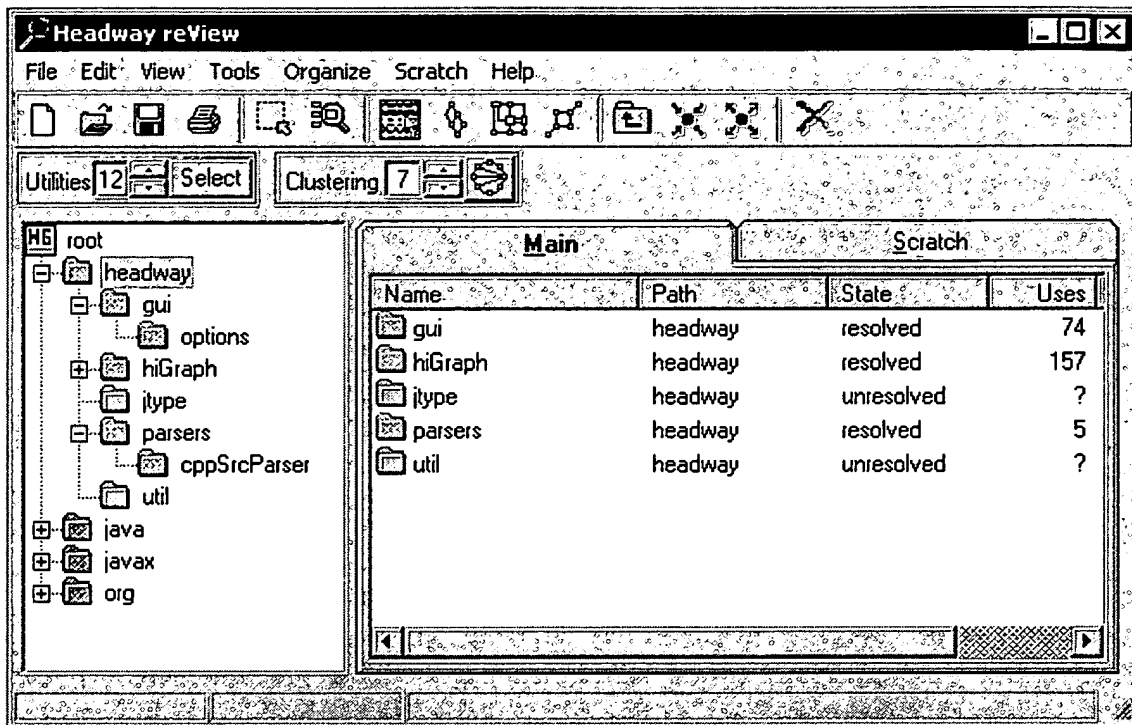 Headway reView
File Edit View Tools Organize Scratch Help
Utilities 12 Select Clustering 7
HG root
headway
gui
options
hiGraph
jtype
parsers
cppSrcParser
util
java
javax
org
Main Scratch
Name Path State Uses
gui headway resolved 74
hiGraph headway resolved 157
jtype headway unresolved ?
parsers headway resolved 5
util headway unresolved ?